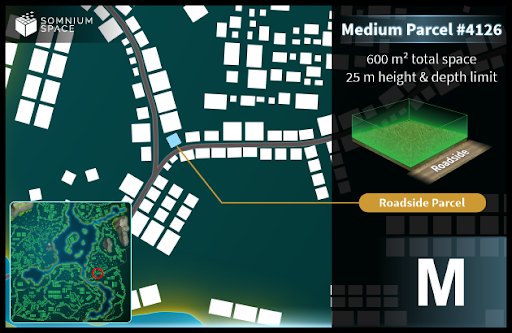 SOMNIUM
SPACE
Medium Parcel #4126
600 m² total space
25 m height & depth limit
Roadside
Roadside Parcel
M